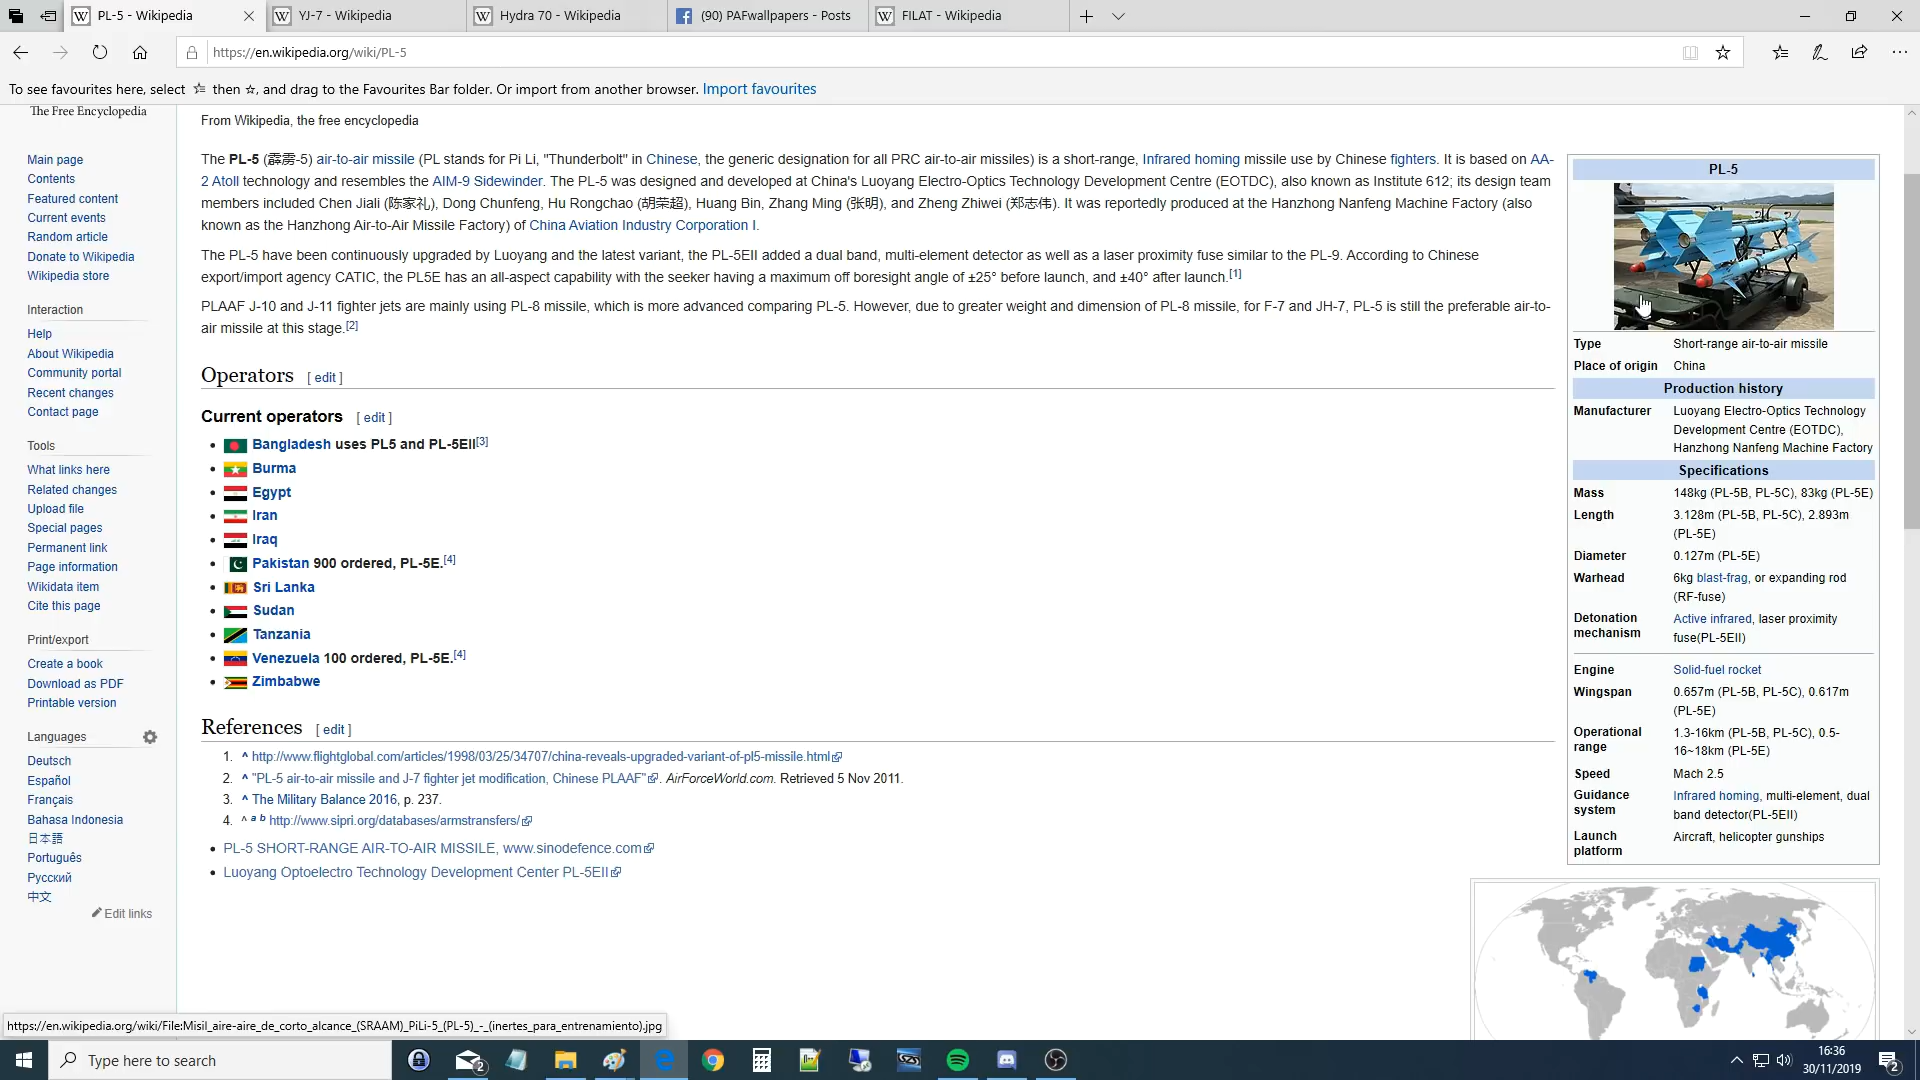 PL-5 - Wikipedia
YJ-7 - Wikipedia
Hydra 70 - Wikipedia
(90) PAFwallpapers - Posts
FILAT - Wikipedia
https://en.wikipedia.org/wiki/PL-5
To see favourites here, select ☆ then ☆, and drag to the Favourites Bar folder. Or import from another browser. Import favourites
The Free Encyclopedia
Main page
Contents
Featured content
Current events
Random article
Donate to Wikipedia
Wikipedia store
Interaction
Help
About Wikipedia
Community portal
Recent changes
Contact page
Tools
What links here
Related changes
Upload file
Special pages
Permanent link
Page information
Wikidata item
Cite this page
Print/export
Create a book
Download as PDF
Printable version
Languages
Deutsch
Español
Français
Bahasa Indonesia
日本語
Português
Русский
中文
Edit links
From Wikipedia, the free encyclopedia
The PL-5 (霹雳-5) air-to-air missile (PL stands for Pi Li, "Thunderbolt" in Chinese, the generic designation for all PRC air-to-air missiles) is a short-range, Infrared homing missile use by Chinese fighters. It is based on AA-
2 Atoll technology and resembles the AIM-9 Sidewinder. The PL-5 was designed and developed at China's Luoyang Electro-Optics Technology Development Centre (EOTDC), also known as Institute 612; its design team
members included Chen Jiali (陈家礼), Dong Chunfeng, Hu Rongchao (胡荣超), Huang Bin, Zhang Ming (张明), and Zheng Zhiwei (郑志伟). It was reportedly produced at the Hanzhong Nanfeng Machine Factory (also
known as the Hanzhong Air-to-Air Missile Factory) of China Aviation Industry Corporation I.
The PL-5 have been continuously upgraded by Luoyang and the latest variant, the PL-5EII added a dual band, multi-element detector as well as a laser proximity fuse similar to the PL-9. According to Chinese
export/import agency CATIC, the PL5E has an all-aspect capability with the seeker having a maximum off boresight angle of ±25° before launch, and ±40° after launch.[1]
PLAAF J-10 and J-11 fighter jets are mainly using PL-8 missile, which is more advanced comparing PL-5. However, due to greater weight and dimension of PL-8 missile, for F-7 and JH-7, PL-5 is still the preferable air-to-
air missile at this stage.[2]
Operators [ edit ]
Current operators [ edit ]
Bangladesh uses PL5 and PL-5EII[3]
Burma
Egypt
Iran
Iraq
Pakistan 900 ordered, PL-5E.[4]
Sri Lanka
Sudan
Tanzania
Venezuela 100 ordered, PL-5E.[4]
Zimbabwe
References [ edit ]
1. ^ http://www.flightglobal.com/articles/1998/03/25/34707/china-reveals-upgraded-variant-of-pl5-missile.html
2. ^ "PL-5 air-to-air missile and J-7 fighter jet modification, Chinese PLAAF". AirForceWorld.com. Retrieved 5 Nov 2011.
3. ^ The Military Balance 2016, p. 237.
4. ^ a b http://www.sipri.org/databases/armstransfers/
PL-5 SHORT-RANGE AIR-TO-AIR MISSILE, www.sinodefence.com
Luoyang Optoelectro Technology Development Center PL-5EII
PL-5
Type Short-range air-to-air missile
Place of origin China
Production history
Manufacturer Luoyang Electro-Optics Technology
Development Centre (EOTDC),
Hanzhong Nanfeng Machine Factory
Specifications
Mass 148kg (PL-5B, PL-5C), 83kg (PL-5E)
Length 3.128m (PL-5B, PL-5C), 2.893m
(PL-5E)
Diameter 0.127m (PL-5E)
Warhead 6kg blast-frag, or expanding rod
(RF-fuse)
Detonation Active infrared, laser proximity
mechanism fuse(PL-5EII)
Engine Solid-fuel rocket
Wingspan 0.657m (PL-5B, PL-5C), 0.617m
(PL-5E)
Operational 1.3-16km (PL-5B, PL-5C), 0.5-
range 16~18km (PL-5E)
Speed Mach 2.5
Guidance Infrared homing, multi-element, dual
system band detector(PL-5EII)
Launch Aircraft, helicopter gunships
platform
https://en.wikipedia.org/wiki/File:Misil_aire-aire_de_corto_alcance_(SRAAM)_PiLi-5_(PL-5)_-_(inertes_para_entrenamiento).jpg
Type here to search
2
16:36
30/11/2019
2